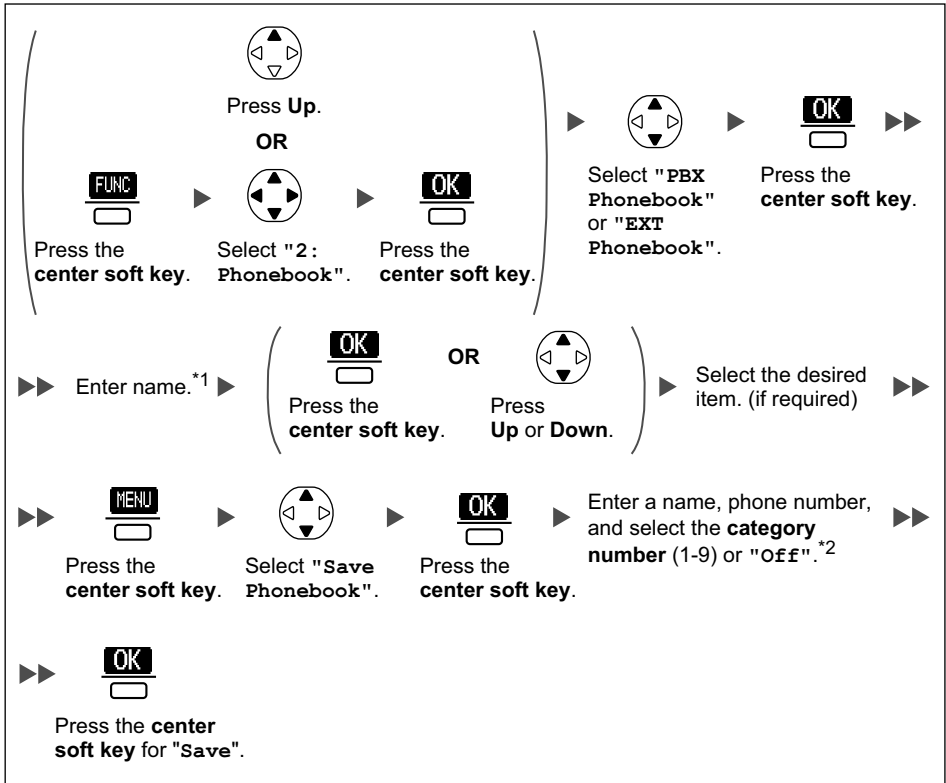 Press Up.
OR
FUNC
OK
Press the
center soft key.
Select "2:
Phonebook".
Press the
center soft key.
Select "PBX
Phonebook"
or "EXT
Phonebook".
OK
Press the
center soft key.
Enter name.*1
OK
Press the
center soft key.
OR
Press
Up or Down.
Select the desired
item. (if required)
MENU
Press the
center soft key.
Select "Save
Phonebook".
OK
Press the
center soft key.
Enter a name, phone number,
and select the category
number (1-9) or "Off".*2
OK
Press the center
soft key for "Save".